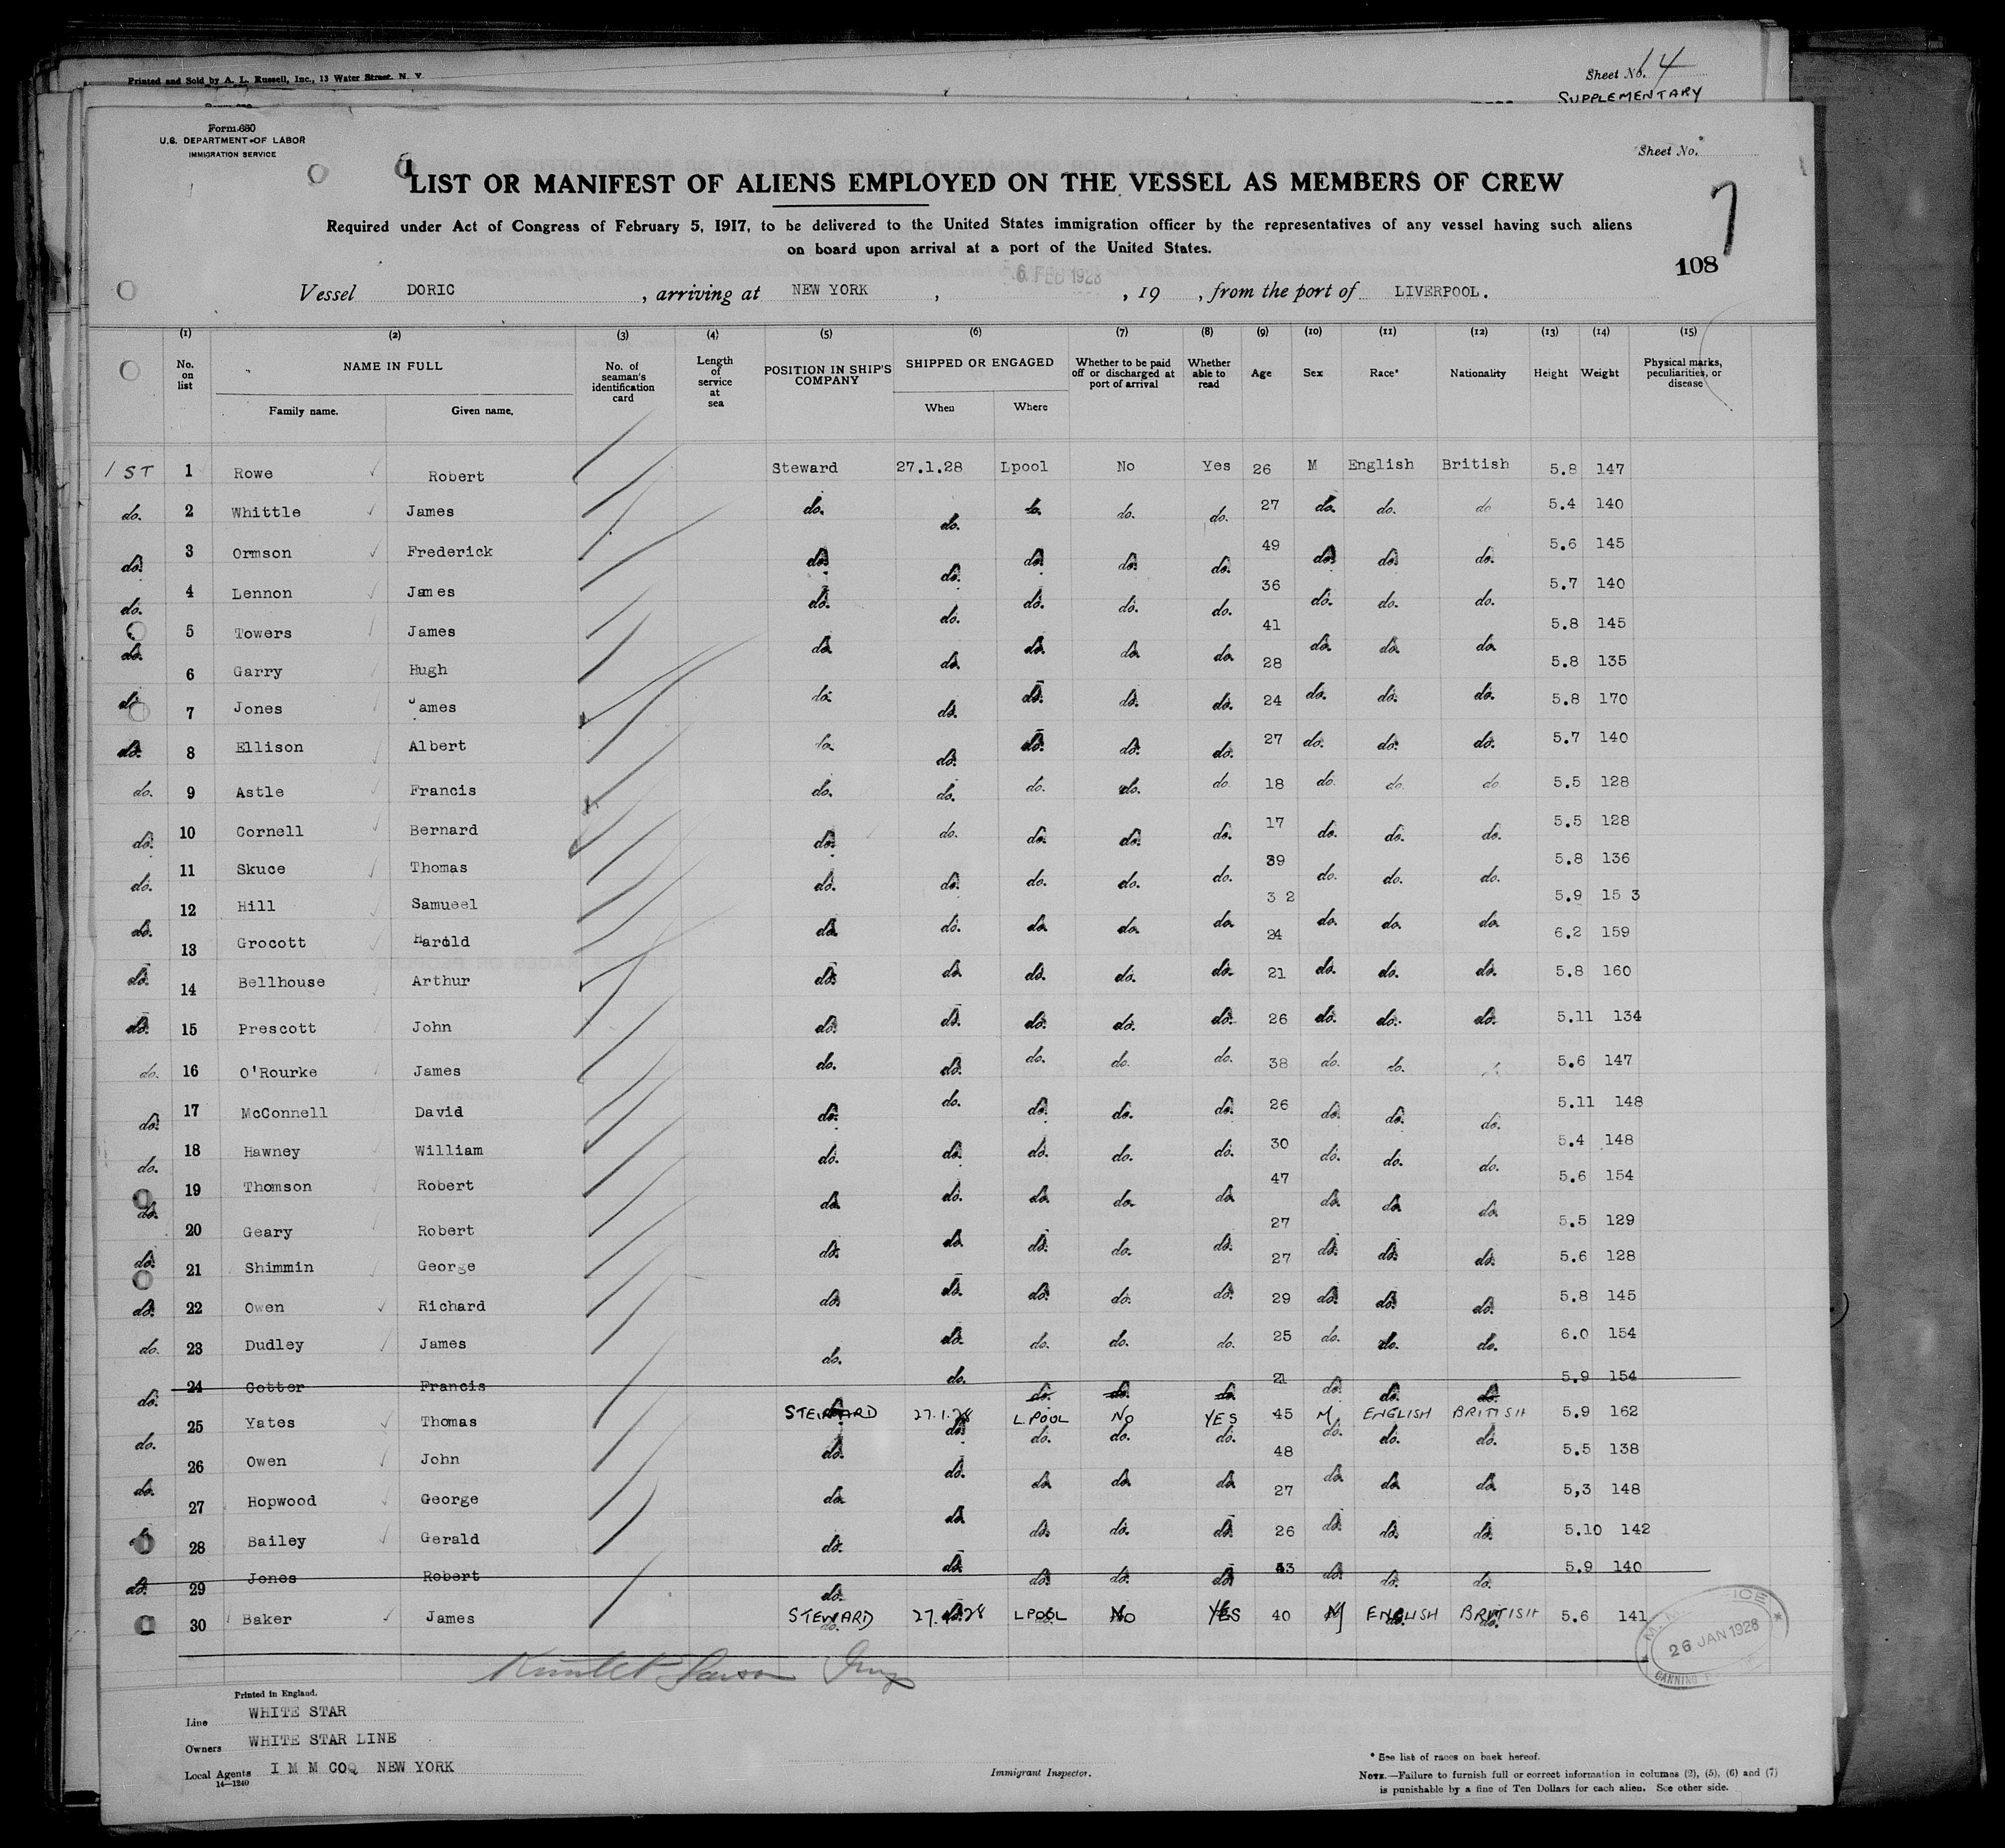 Printed and Sold by A. L. Russell, Inc., 13 Water Street. N. Y
Sheet No. 14
SUPPLEMENTARY
Form 680
U.S. DEPARTMENT OF LABOR
IMMIGRATION SERVICE
Sheet No.
LIST OR MANIFEST OF ALIENS EMPLOYED ON THE VESSEL AS MEMBERS OF CREW
7
Required under Act of Congress of February 5, 1917, to be delivered to the United States immigration officer by the representatives of any vessel having such aliens
on board upon arrival at a port of the United States.
108
6 FEB 1928
Vessel DORIC , arriving at NEW YORK , , 19 , from the port of LIVERPOOL.
(1) (2) (3) (4) (5) (6) (7) (8) (9) (10) (11) (12) (13) (14) (15)
No. on list NAME IN FULL Family name. Given name. No. of seaman's identification card Length of service at sea POSITION IN SHIP'S COMPANY SHIPPED OR ENGAGED When Where Whether to be paid off or discharged at port of arrival Whether able to read Age Sex Race* Nationality Height Weight Physical marks, peculiarities, or disease
1 ST 1 Rowe Robert Steward 27.1.28 Lpool No Yes 26 M English British 5.8 147
do. 2 Whittle James do. do. do. do. do. 27 do. do. do 5.4 140
do. 3 Ormson Frederick do. do. do. do. do. 49 do. do. do. 5.6 145
do. 4 Lennon James do. do. do. do. do. 36 do. do. do. 5.7 140
do. 5 Towers James do. do. do. do. do. 41 do. do. do. 5.8 145
6 Garry Hugh 28 5.8 135
do. 7 Jones James do. do. do. do. do. 24 do. do. do. 5.8 170
do. 8 Ellison Albert do. do. do. do. do. 27 do. do. do. 5.7 140
do. 9 Astle Francis do. do. do. do. do 18 do. do. do 5.5 128
do. 10 Cornell Bernard do. do. do. do. do. 17 do. do. do. 5.5 128
do. 11 Skuce Thomas do. do. do. do. do. 39 do. do. do. 5.8 136
do. 12 Hill Samueel do. do. do. do. do. 3 2 do. do. do. 5.9 15 3
13 Grocott Harold 24 6.2 159
do. 14 Bellhouse Arthur do. do. do. do. do. 21 do. do. do. 5.8 160
do. 15 Prescott John do. do. do. do. do. 26 do. do. do. 5.11 134
do. 16 O'Rourke James do. do. do. do. do. 38 do. do. 5.6 147
do. 17 McConnell David do. do. do. do. do. 26 do. do. do. 5.11 148
do. 18 Hawney William do. do. do. do. do. 30 do. do. do. 5.4 148
do. 19 Thomson Robert do. do. do. do. do. 47 do. do. do. 5.6 154
20 Geary Robert 27 5.5 129
do. 21 Shimmin George do. do. do. do. do. 27 do. do. do. 5.6 128
do. 22 Owen Richard do. do. do. do. do. 29 do. do. do. 5.8 145
do. 23 Dudley James do. do. do. do. do. 25 do. do. do. 6.0 154
do. 24 Cotter Francis do. do. do. do. 21 do. do. do. 5.9 154
25 Yates Thomas STEWARD 27.1.28 L POOL NO YES 45 M ENGLISH BRITISH 5.9 162
do. 26 Owen John do. do. do. do. do. 48 do. do. do. 5.5 138
do. 27 Hopwood George do. do. do. do. do. 27 do. do. do. 5,3 148
28 Bailey Gerald do. do. do. do. do. 26 do. do. do. 5.10 142
do. 29 Jones Robert do. do. do. do. do. do. do. do. 5.9 140
30 Baker James STEWARD 27.1.28 L POOL NO YES 40 M ENGLISH BRITISH 5.6 141
26 JAN 1928
CANNING
Printed in England.
Line WHITE STAR
Owners WHITE STAR LINE
Local Agents I M M CO NEW YORK
14—1240
Immigrant Inspector.
* See list of races on back hereof.
NOTE.—Failure to furnish full or correct information in columns (2), (5), (6) and (7)
is punishable by a fine of Ten Dollars for each alien. See other side.